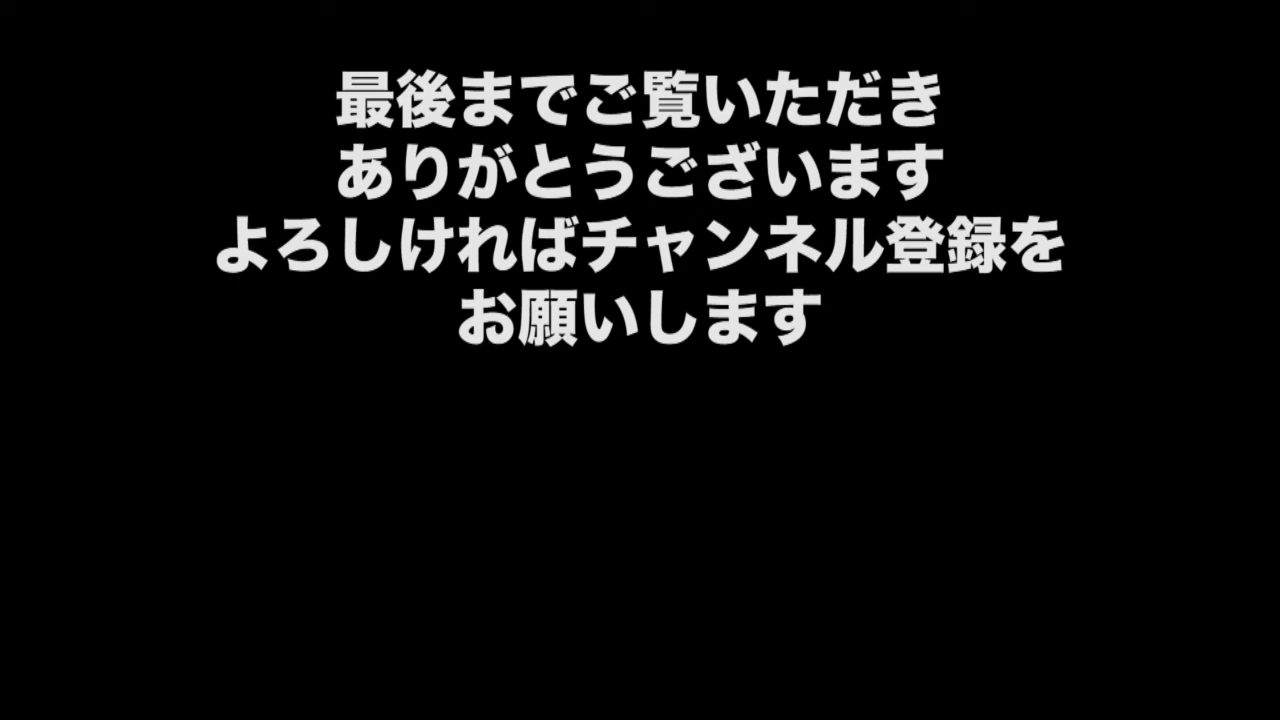 最後までご覧いただき
ありがとうございます
よろしければチャンネル登録を
お願いします